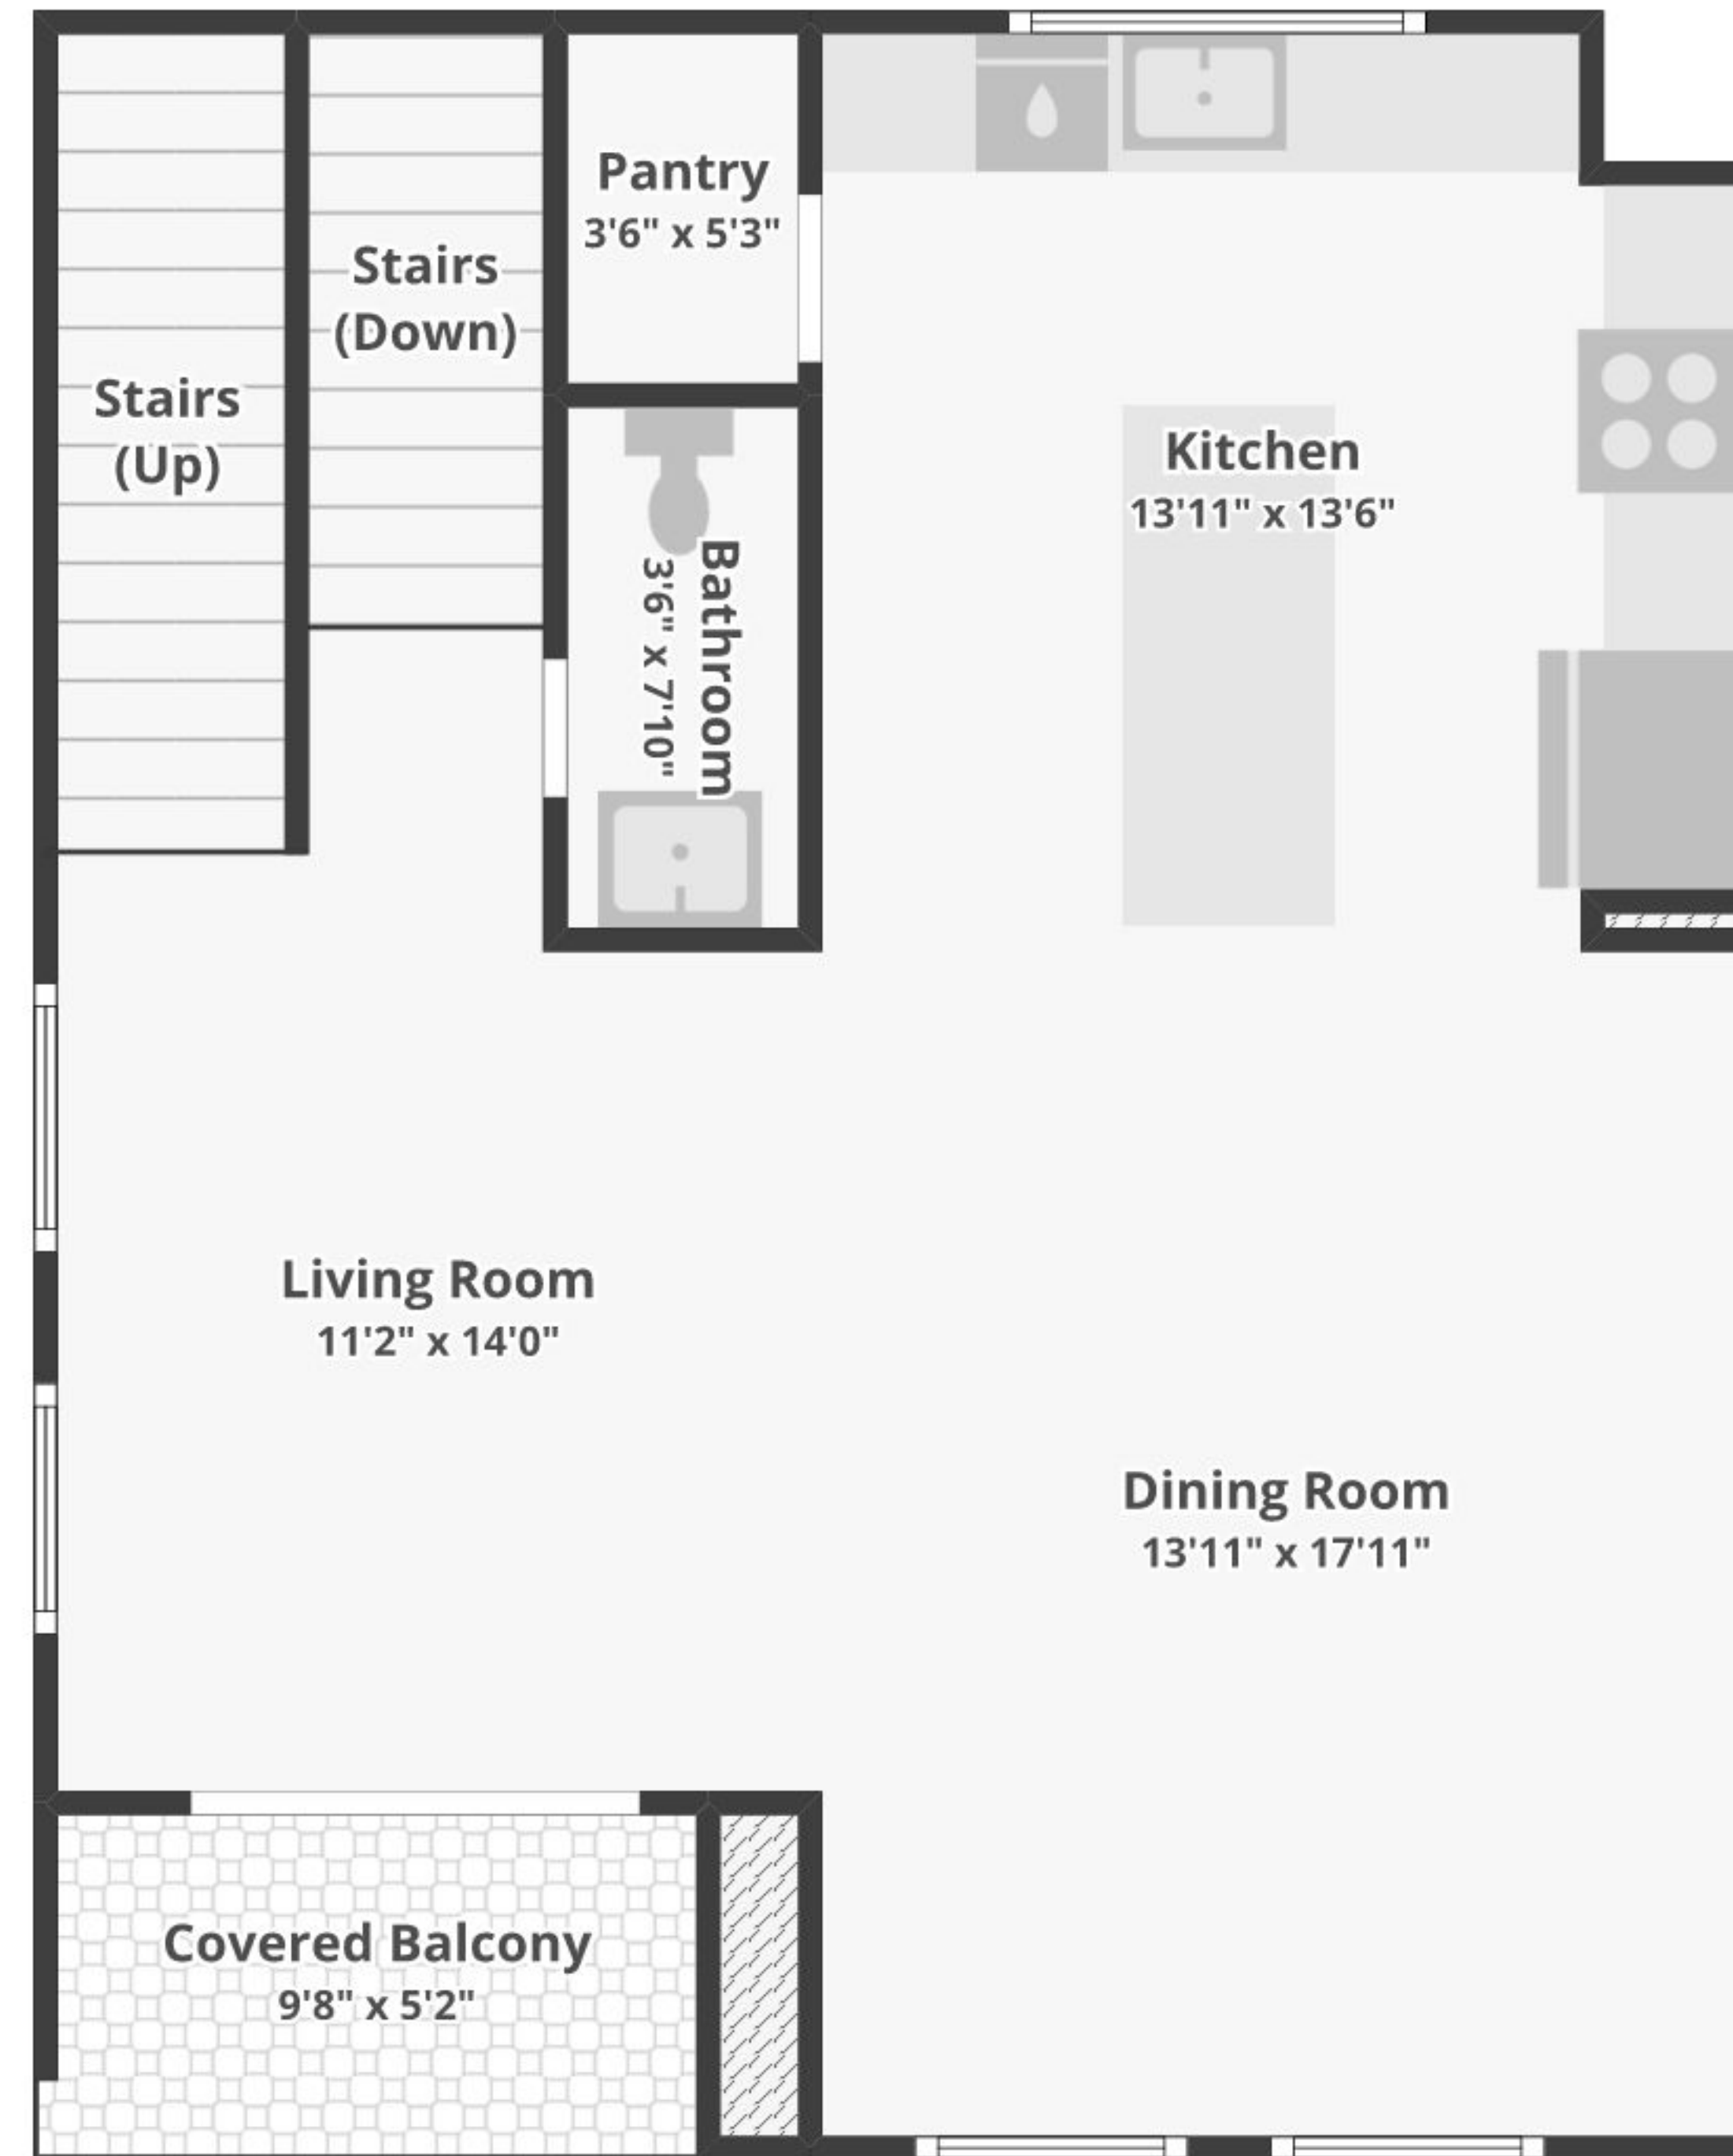 Pantry
3'6" x 5'3"
Stairs
(Down)
Stairs
(Up)
Kitchen
13'11" x 13'6"
Bathroom
3'6" x 7'10"
Living Room
11'2" x 14'0"
Dining Room
13'11" x 17'11"
Covered Balcony
9'8" x 5'2"